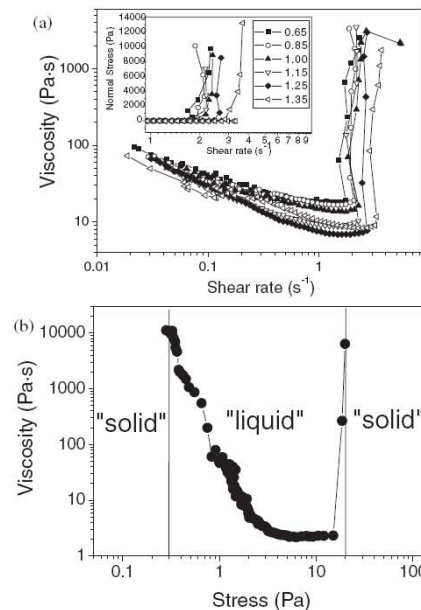 (a)
Normal Stress (Pa)
14000
12000
10000
8000
6000
4000
2000
0
1 2 3 4 5 6 7 8 9
Shear rate (s⁻¹)
0.65
0.85
1.00
1.15
1.25
1.35
Viscosity (Pa·s)
1000
100
10
0.01 0.1 1
Shear rate (s⁻¹)
(b)
Viscosity (Pa·s)
10000
1000
100
10
1
"solid" "liquid" "solid"
0.1 1 10 100
Stress (Pa)